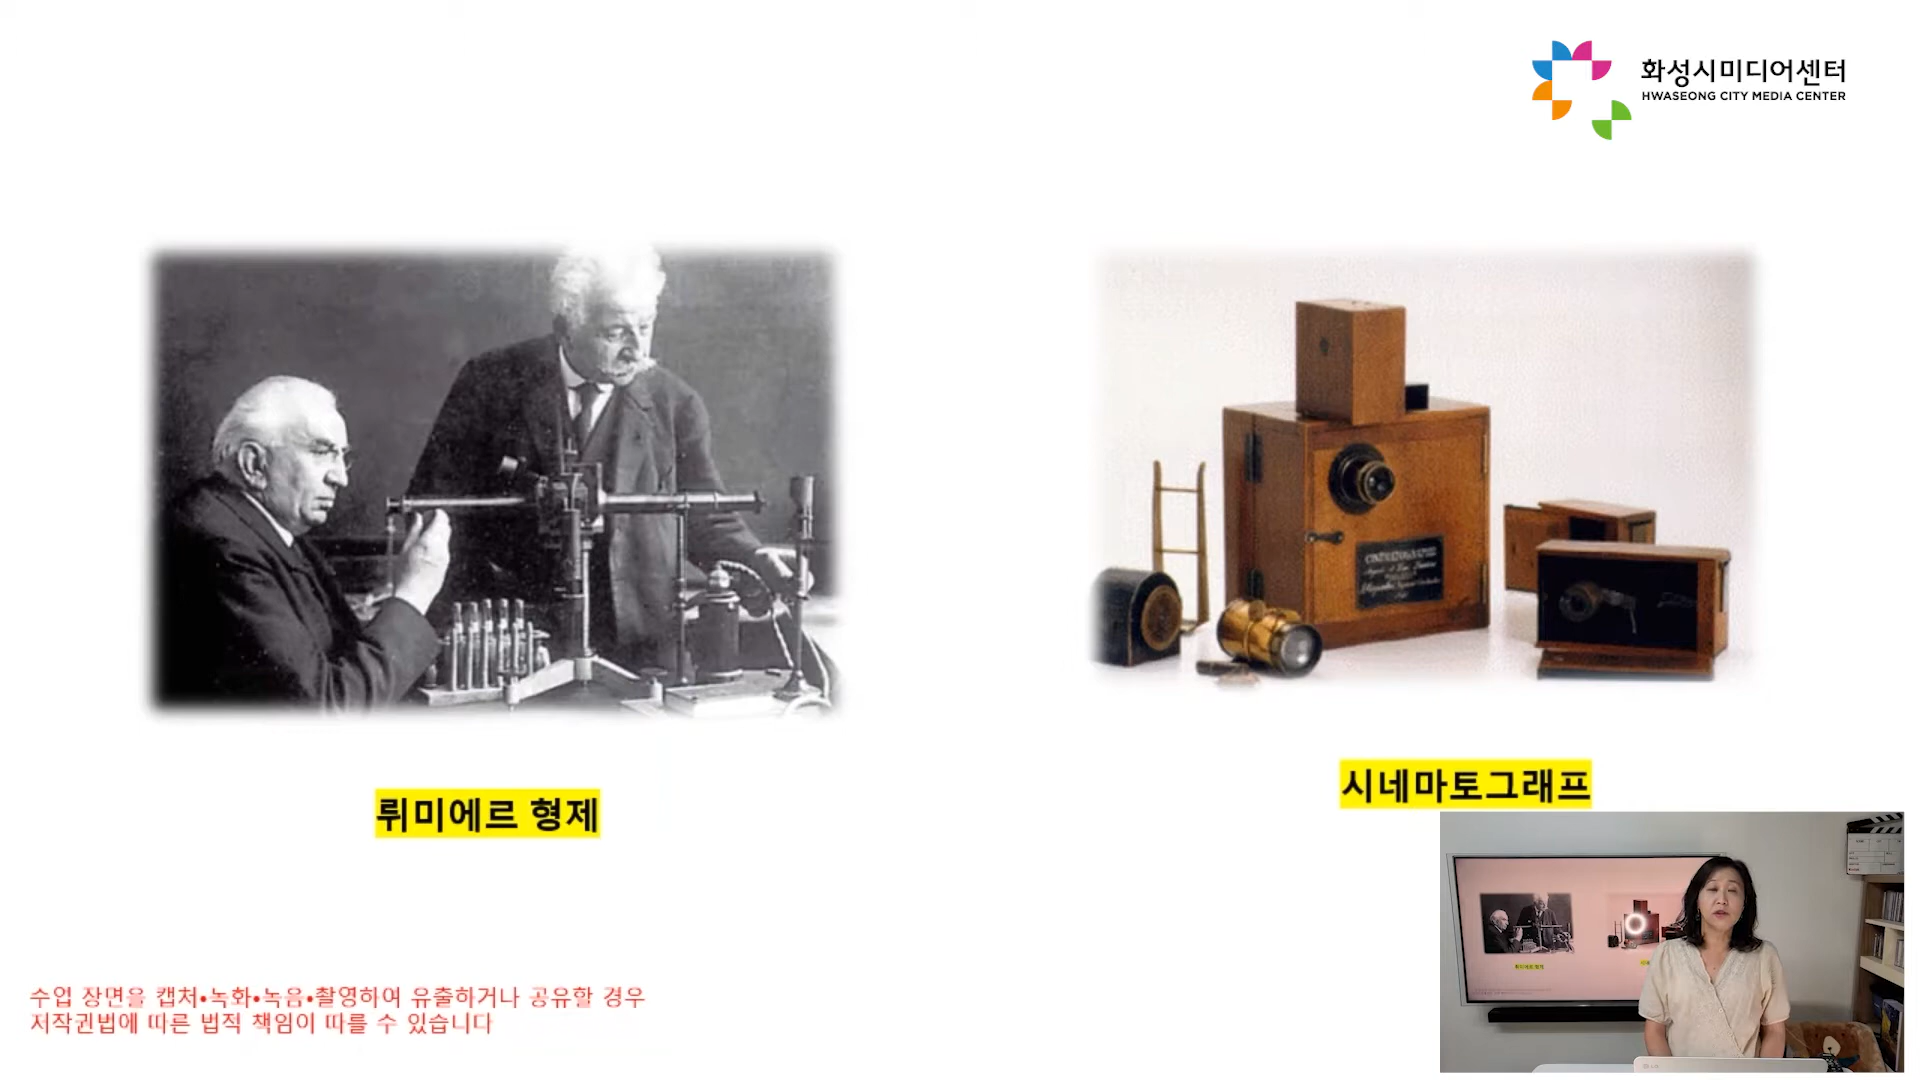 화성시미디어센터
HWASEONG CITY MEDIA CENTER
뤼미에르 형제
시네마토그래프
수업 장면을 캡처•녹화•녹음•촬영하여 유출하거나 공유할 경우
저작권법에 따른 법적 책임이 따를 수 있습니다